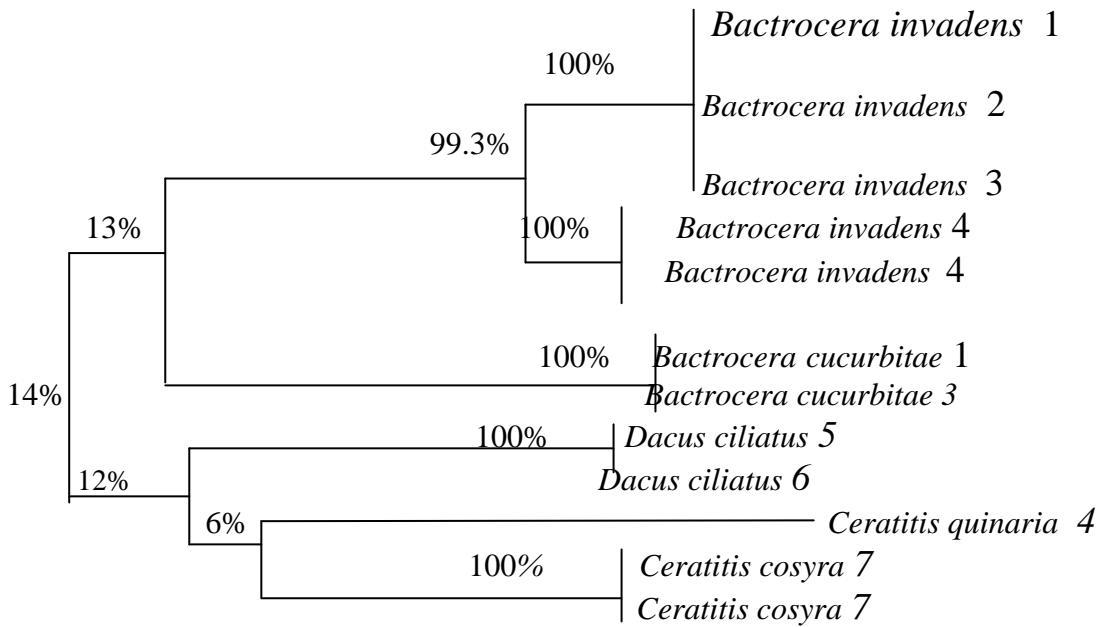 Bactrocera invadens 1
100%
Bactrocera invadens 2
99.3%
Bactrocera invadens 3
13%
100%
Bactrocera invadens 4
Bactrocera invadens 4
100%
Bactrocera cucurbitae 1
14%
Bactrocera cucurbitae 3
100%
Dacus ciliatus 5
12%
Dacus ciliatus 6
6%
Ceratitis quinaria 4
100%
Ceratitis cosyra 7
Ceratitis cosyra 7